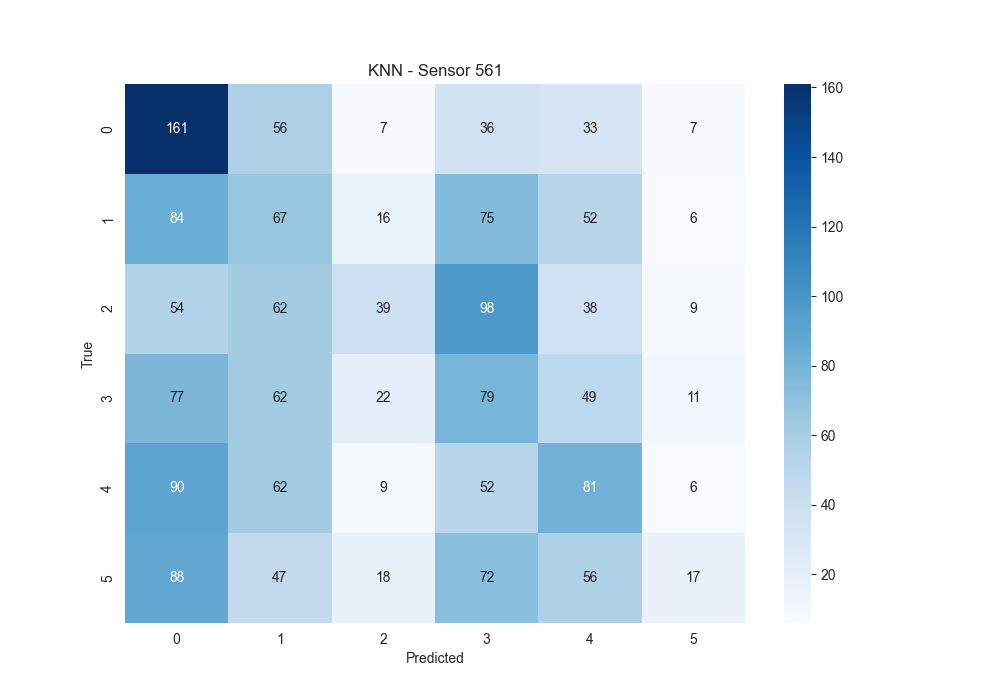 KNN - Sensor 561
0 161 56 7 36 33 7
1 84 67 16 75 52 6
2 54 62 39 98 38 9
3 77 62 22 79 49 11
4 90 62 9 52 81 6
5 88 47 18 72 56 17
0 1 2 3 4 5
Predicted
True
160
140
120
100
80
60
40
20